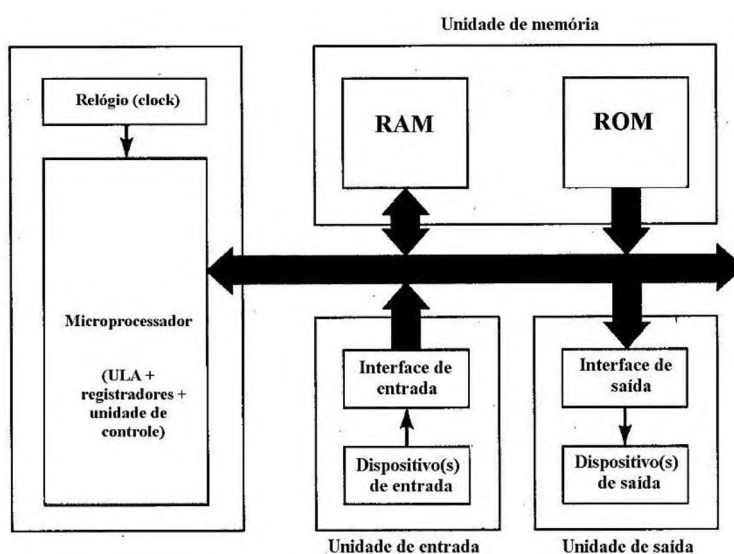 Unidade de memória
Relógio (clock)
RAM
ROM
Microprocessador
(ULA +
registradores +
unidade de
controle)
Interface de
entrada
Dispositivo(s)
de entrada
Unidade de entrada
Interface de
saída
Dispositivo(s)
de saída
Unidade de saída